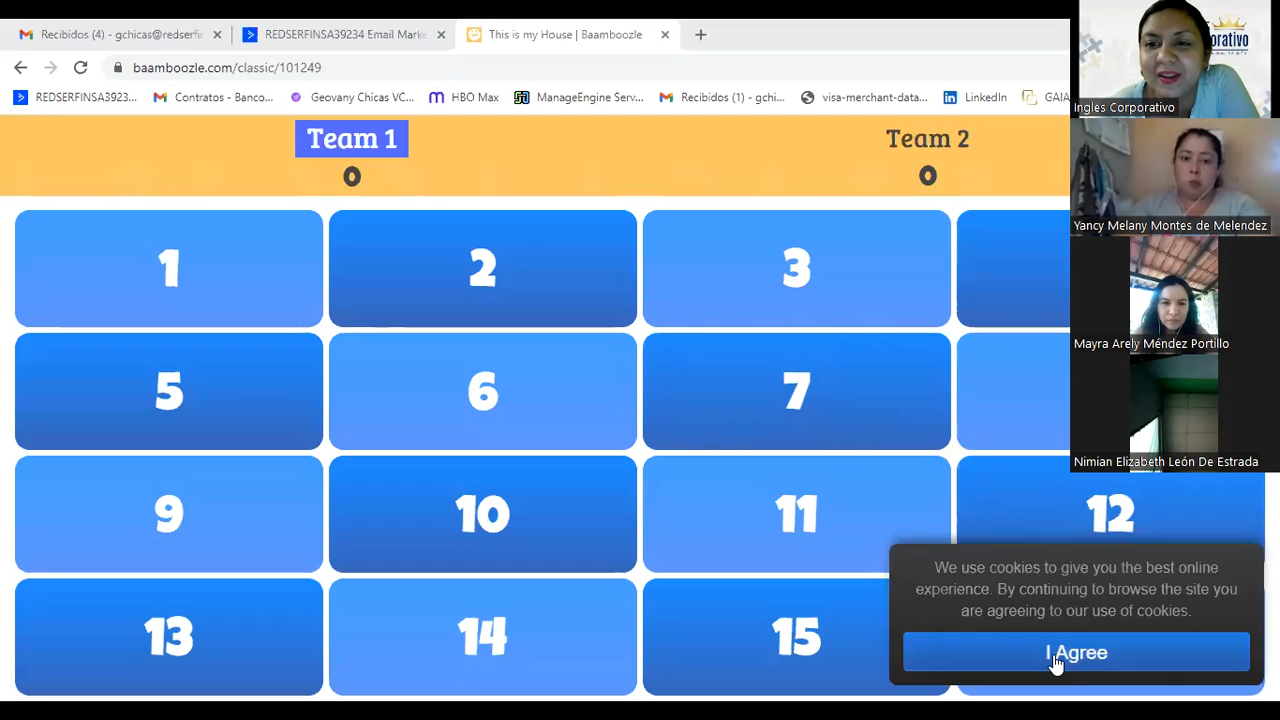 Recibidos (4) - gchicas@redserfi
REDSERFINSA39234 Email Marke
This is my House | Baamboozle
baamboozle.com/classic/101249
REDSERFINSA3923...
Contratos - Banco...
Geovany Chicas VC...
HBO Max
ManageEngine Serv...
Recibidos (1) - gchi...
visa-merchant-data...
LinkedIn
GAIA
orativo
Ingles Corporativo
Yancy Melany Montes de Melendez
Mayra Arely Méndez Portillo
Nimian Elizabeth León De Estrada
Team 1
0
Team 2
0
1
2
3
5
6
7
9
10
11
12
13
14
15
We use cookies to give you the best online
experience. By continuing to browse the site you
are agreeing to our use of cookies.
I Agree